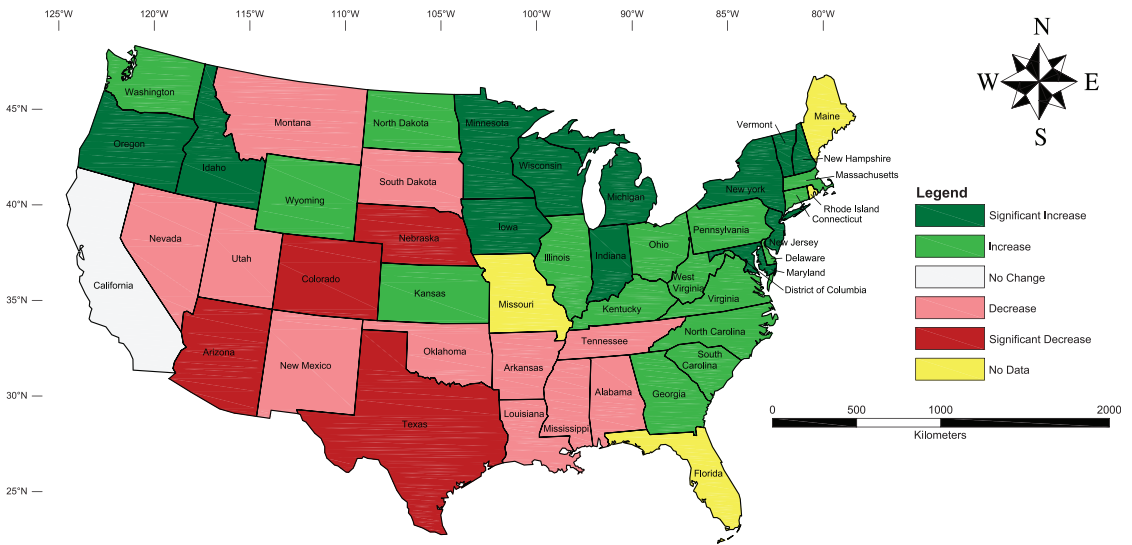 125°W 120°W 115°W 110°W 105°W 100°W 95°W 90°W 85°W 80°W
N
W E
S
45°N
40°N
35°N
30°N
25°N
Washington
Oregon
Idaho
Montana
North Dakota
Minnesota
Wisconsin
Michigan
Vermont
Maine
New Hampshire
Massachusetts
Rhode Island
Connecticut
New york
Wyoming
South Dakota
Iowa
Nebraska
Illinois
Indiana
Ohio
Pennsylvania
New Jersey
Delaware
Maryland
District of Columbia
California
Nevada
Utah
Colorado
Kansas
Missouri
Kentucky
West
Virginia
Virginia
Arizona
New Mexico
Oklahoma
Arkansas
Tennessee
North Carolina
South
Carolina
Texas
Louisiana
Mississippi
Alabama
Georgia
Florida
Legend
Significant Increase
Increase
No Change
Decrease
Significant Decrease
No Data
0 500 1000 2000
Kilometers